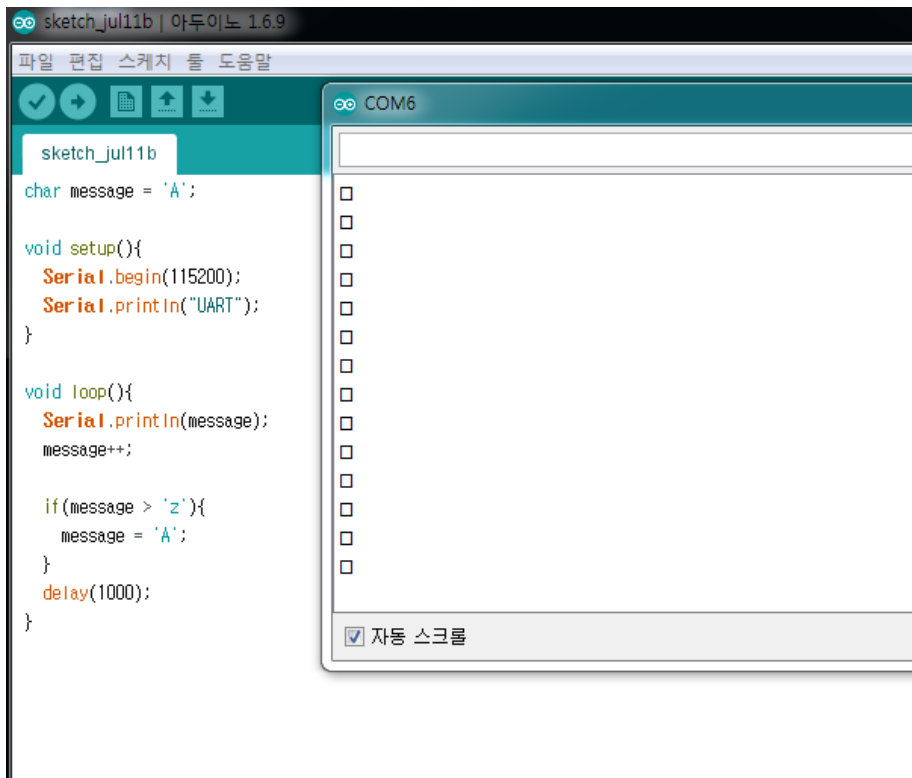 sketch_jul11b | 아두이노 1.6.9
파일 편집 스케치 툴 도움말
sketch_jul11b
char message = 'A';
void setup(){
Serial.begin(115200);
Serial.println("UART");
}
void loop(){
Serial.println(message);
message++;
if(message > 'z'){
message = 'A';
}
delay(1000);
}
COM6
□
□
□
□
□
□
□
□
□
□
□
□
□
□
자동 스크롤